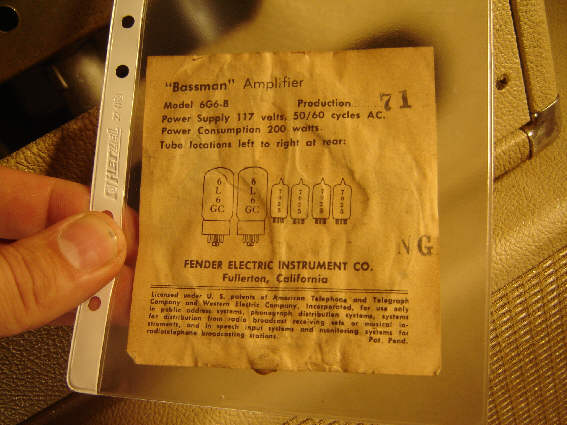 "Bassman" Amplifier
Model 6G6-B Production 71
Power Supply 117 volts, 50/60 cycles AC.
Power Consumption 200 watts.
Tube locations left to right at rear:
6L6GC 6L6GC 7025 7025 7025 7025
NG
FENDER ELECTRIC INSTRUMENT CO.
Fullerton, California
Licensed under U. S. patents of American Telephone and Telegraph
Company and Western Electric Company, Incorporated, for use only
in public address systems, phonograph distribution systems, systems
for distribution from radio broadcast receiving sets or musical in-
struments, and in speech input systems and monitoring systems for
radiotelephone broadcasting stations. Pat. Pend.